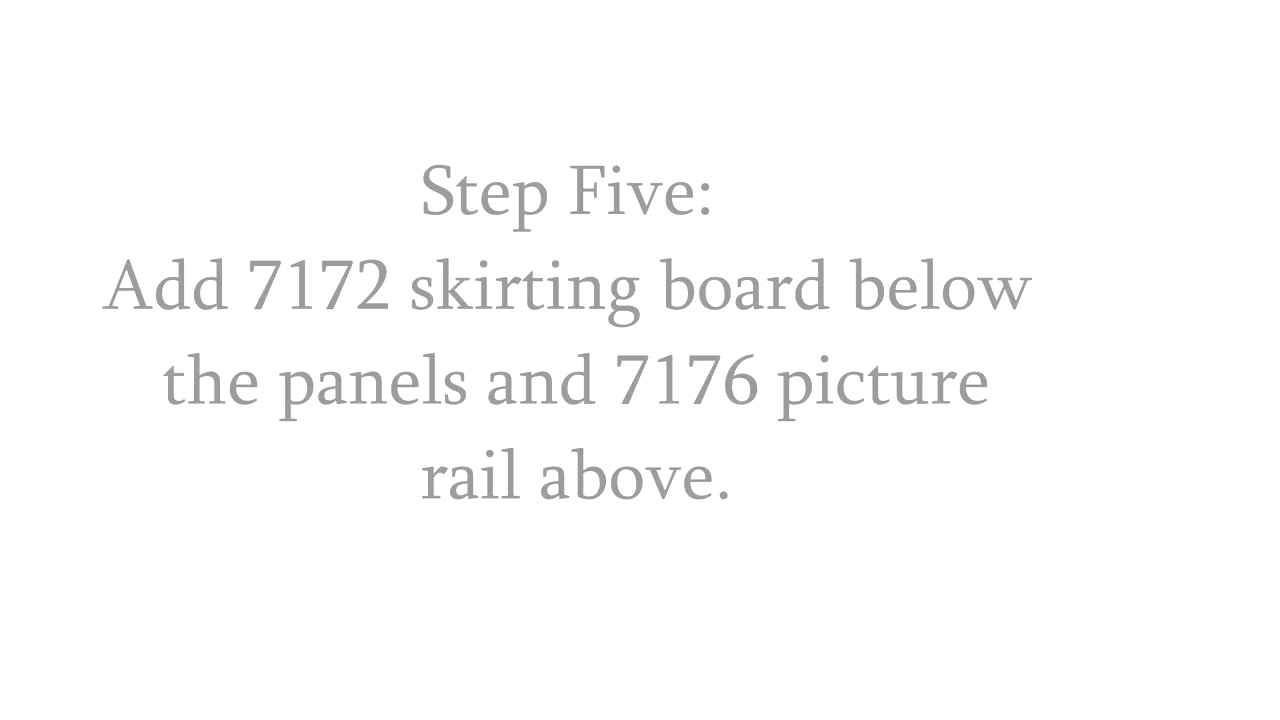 Step Five:
Add 7172 skirting board below
the panels and 7176 picture
rail above.